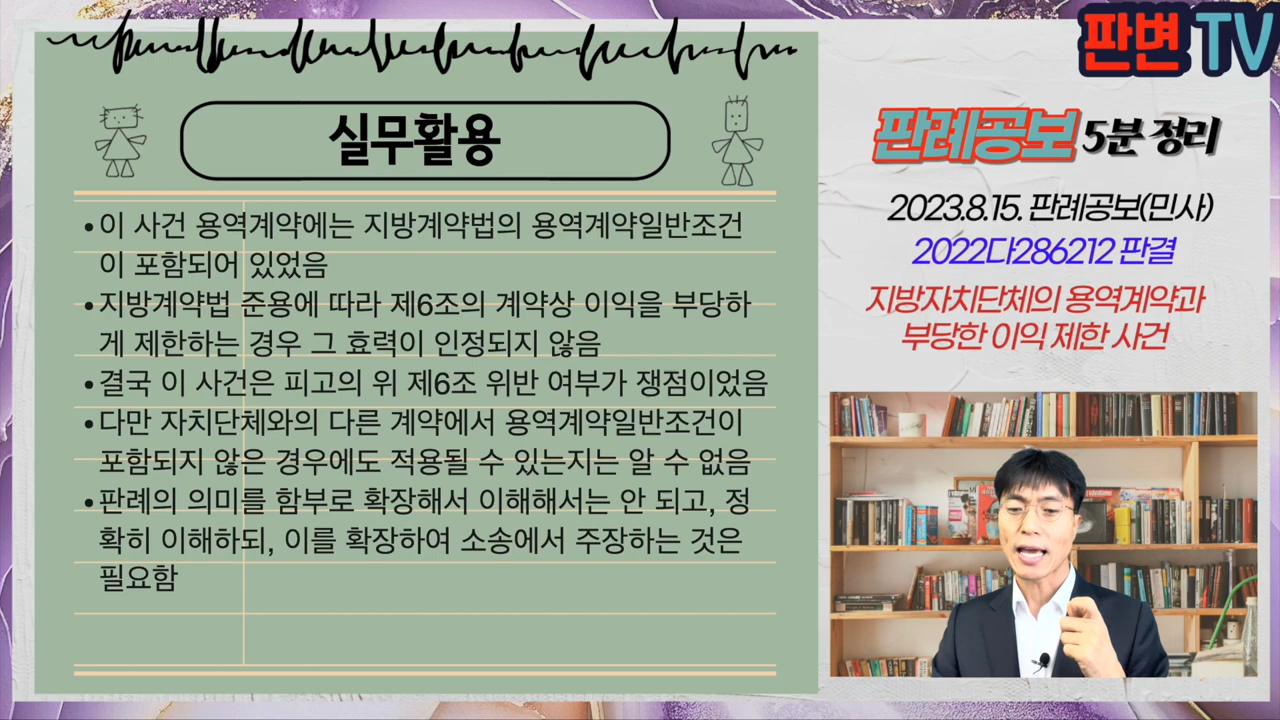 판변 TV
실무활용
•이 사건 용역계약에는 지방계약법의 용역계약일반조건
이 포함되어 있었음
•지방계약법 준용에 따라 제6조의 계약상 이익을 부당하
게 제한하는 경우 그 효력이 인정되지 않음
•결국 이 사건은 피고의 위 제6조 위반 여부가 쟁점이었음
•다만 자치단체와의 다른 계약에서 용역계약일반조건이
포함되지 않은 경우에도 적용될 수 있는지는 알 수 없음
•판례의 의미를 함부로 확장해서 이해해서는 안 되고, 정
확히 이해하되, 이를 확장하여 소송에서 주장하는 것은
필요함
판례공보 5분 정리
2023.8.15. 판례공보(민사)
2022다286212 판결
지방자치단체의 용역계약과
부당한 이익 제한 사건